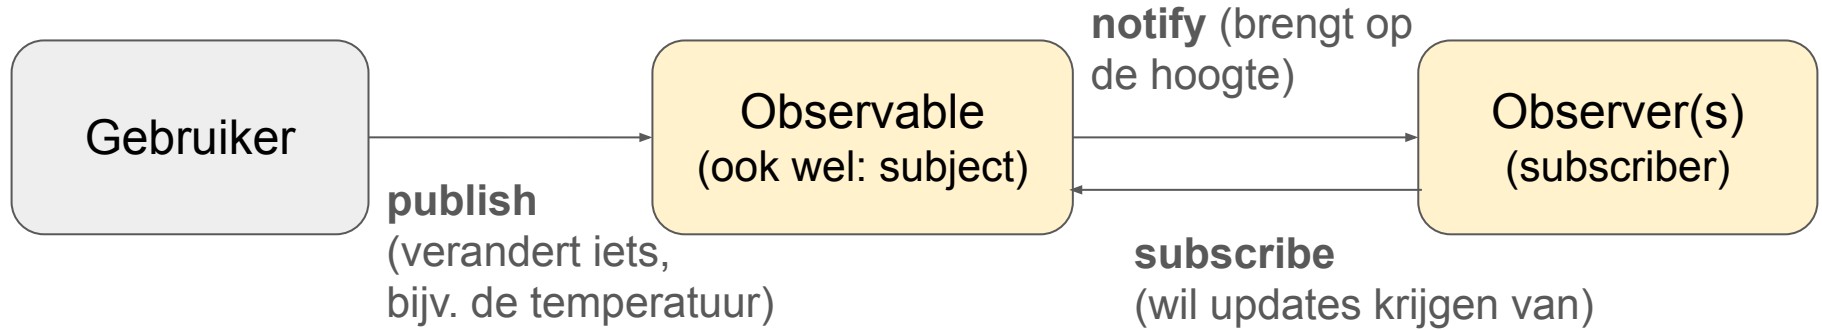 Gebruiker
publish
(verandert iets,
bijv. de temperatuur)
Observable
(ook wel: subject)
notify (brengt op
de hoogte)
subscribe
(wil updates krijgen van)
Observer(s)
(subscriber)